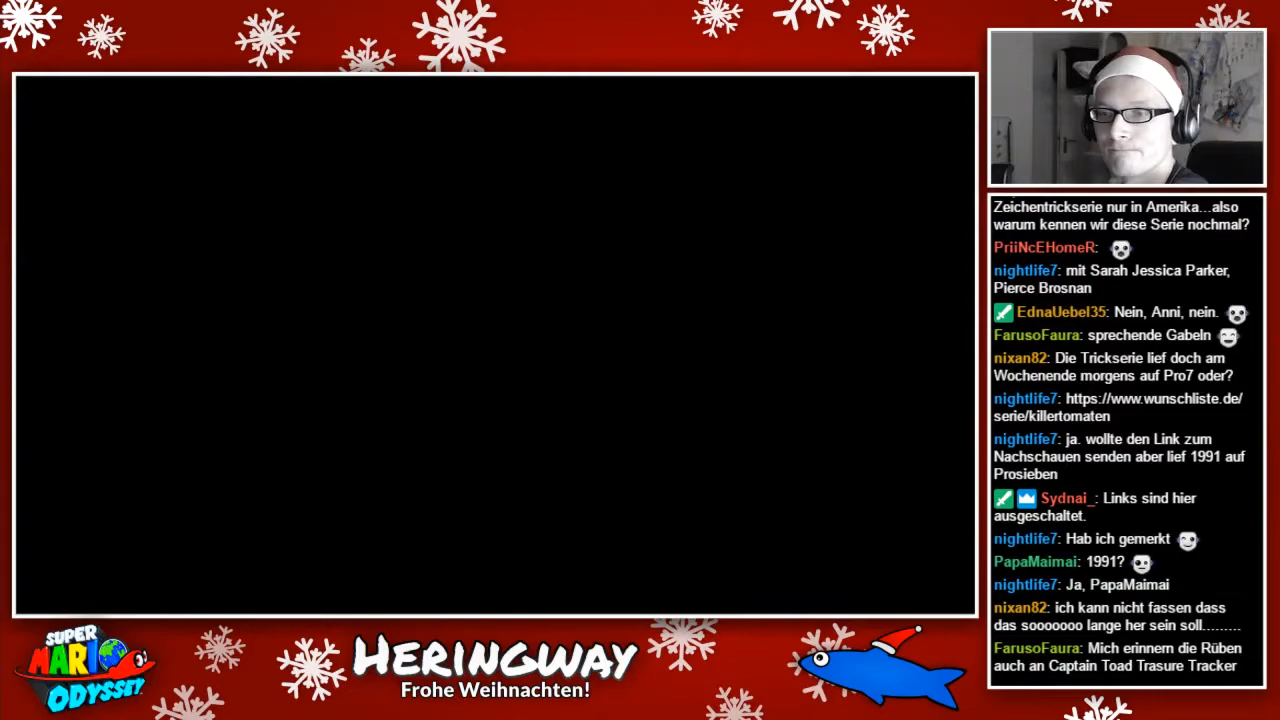 Zeichentrickserie nur in Amerika...also
warum kennen wir diese Serie nochmal?
PriiNcEHomeR:
nightlife7: mit Sarah Jessica Parker,
Pierce Brosnan
EdnaUebel35: Nein, Anni, nein.
FarusoFaura: sprechende Gabeln
nixan82: Die Trickserie lief doch am
Wochenende morgens auf Pro7 oder?
nightlife7: https://www.wunschliste.de/
serie/killertomaten
nightlife7: ja. wollte den Link zum
Nachschauen senden aber lief 1991 auf
Prosieben
Sydnai_: Links sind hier
ausgeschaltet.
nightlife7: Hab ich gemerkt
PapaMaimai: 1991?
nightlife7: Ja, PapaMaimai
nixan82: ich kann nicht fassen dass
das sooooooo lange her sein soll.........
FarusoFaura: Mich erinnern die Rüben
auch an Captain Toad Trasure Tracker
SUPER
MARIO
ODYSSEY
HERINGWAY
Frohe Weihnachten!